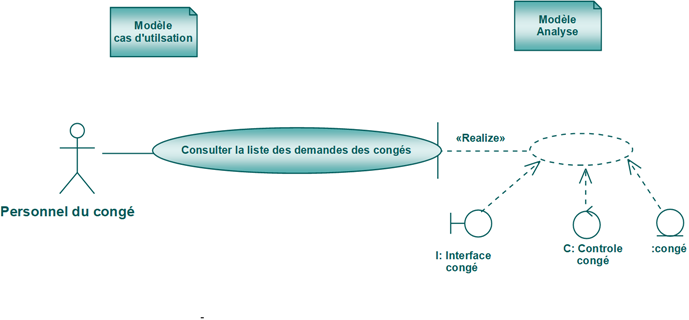 Modèle
cas d'utilsation
Modèle
Analyse
Consulter la liste des demandes des congés
«Realize»
Personnel du congé
I: Interface
congé
C: Controle
congé
:congé
-